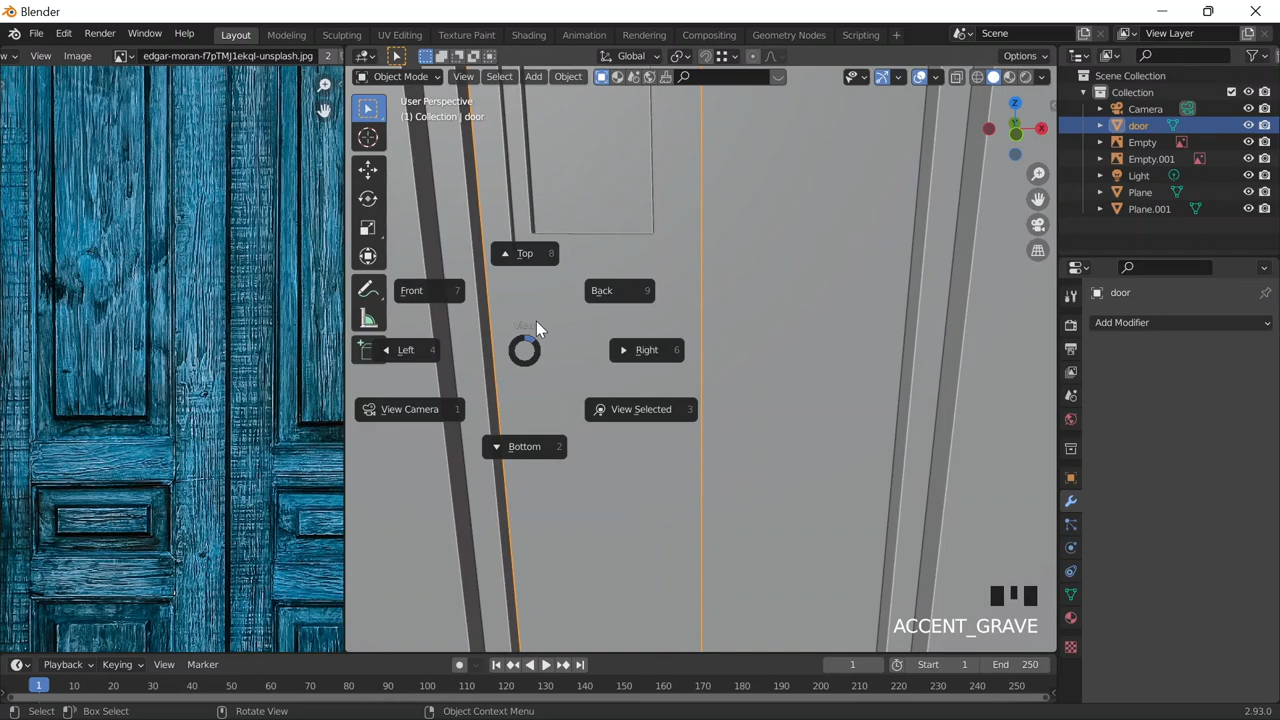 Blender
File Edit Render Window Help
Layout Modeling Sculpting UV Editing Texture Paint Shading Animation Rendering Compositing Geometry Nodes Scripting +
Scene
View Layer
View Image edgar-moran-f7pTMJ1ekqI-unsplash.jpg 2
Global
Options
Object Mode View Select Add Object
User Perspective
(1) Collection | door
Scene Collection
Collection
Camera
door
Empty
Empty.001
Light
Plane
Plane.001
door
Add Modifier
Top 8
Front 7
Back 9
Left 4
Right 6
View Camera 1
View Selected 3
Bottom 2
ACCENT_GRAVE
Playback Keying View Marker
1 Start 1 End 250
1 10 20 30 40 50 60 70 80 90 100 110 120 130 140 150 160 170 180 190 200 210 220 230 240 250
Select Box Select Rotate View Object Context Menu 2.93.0